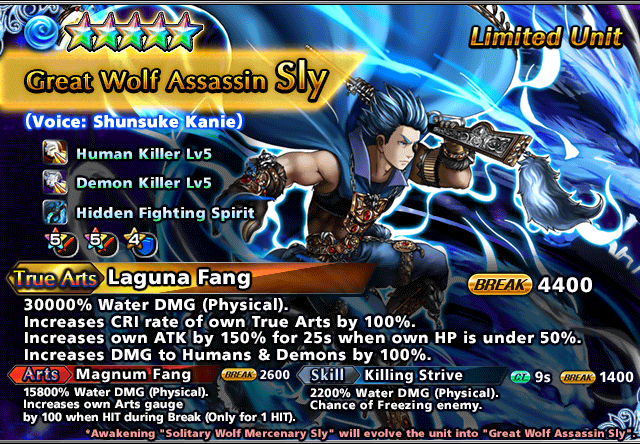 Limited Unit
Great Wolf Assassin Sly
(Voice: Shunsuke Kanie)
Human Killer Lv5
Demon Killer Lv5
Hidden Fighting Spirit
5 5 4
True Arts Laguna Fang BREAK 4400
30000% Water DMG (Physical).
Increases CRI rate of own True Arts by 100%.
Increases own ATK by 150% for 25s when own HP is under 50%.
Increases DMG to Humans & Demons by 100%.
Arts Magnum Fang BREAK 2600
15800% Water DMG (Physical).
Increases own Arts gauge
by 100 when HIT during Break (Only for 1 HIT).
Skill Killing Strive CT 9s BREAK 1400
2200% Water DMG (Physical).
Chance of Freezing enemy.
*Awakening "Solitary Wolf Mercenary Sly" will evolve the unit into "Great Wolf Assassin Sly".